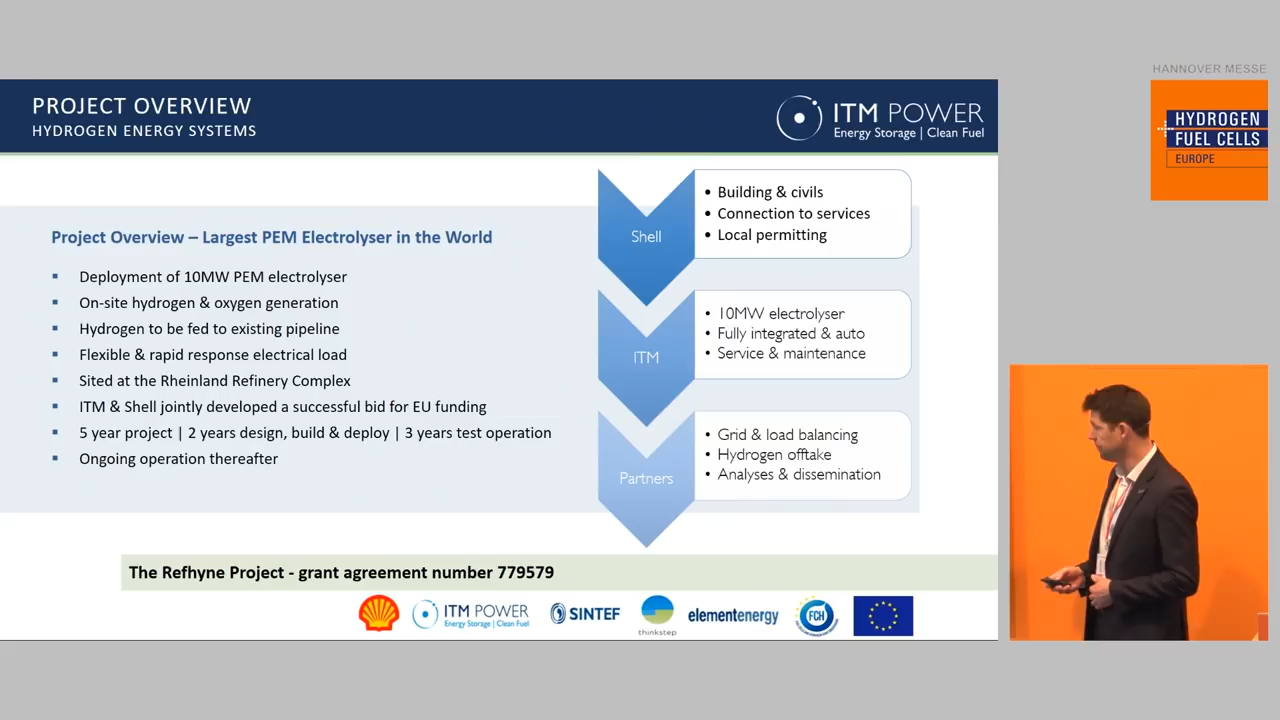 HANNOVER MESSE
HYDROGEN
FUEL CELLS
EUROPE
PROJECT OVERVIEW
HYDROGEN ENERGY SYSTEMS
ITM POWER
Energy Storage | Clean Fuel
Project Overview – Largest PEM Electrolyser in the World
▪ Deployment of 10MW PEM electrolyser
▪ On-site hydrogen & oxygen generation
▪ Hydrogen to be fed to existing pipeline
▪ Flexible & rapid response electrical load
▪ Sited at the Rheinland Refinery Complex
▪ ITM & Shell jointly developed a successful bid for EU funding
▪ 5 year project | 2 years design, build & deploy | 3 years test operation
▪ Ongoing operation thereafter
Shell
• Building & civils
• Connection to services
• Local permitting
ITM
• 10MW electrolyser
• Fully integrated & auto
• Service & maintenance
Partners
• Grid & load balancing
• Hydrogen offtake
• Analyses & dissemination
The Refhyne Project - grant agreement number 779579
ITM POWER
Energy Storage | Clean Fuel
SINTEF
thinkstep
elementenergy
FCH